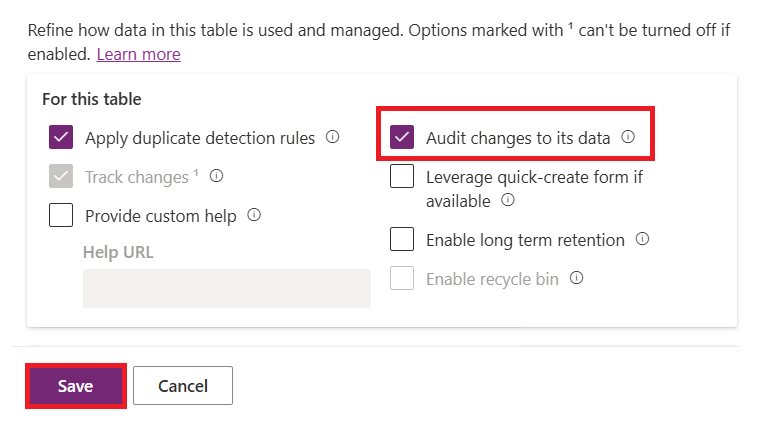 Refine how data in this table is used and managed. Options marked with ¹ can't be turned off if
enabled. Learn more
For this table
Apply duplicate detection rules
Track changes ¹
Provide custom help
Help URL
Audit changes to its data
Leverage quick-create form if
available
Enable long term retention
Enable recycle bin
Save
Cancel